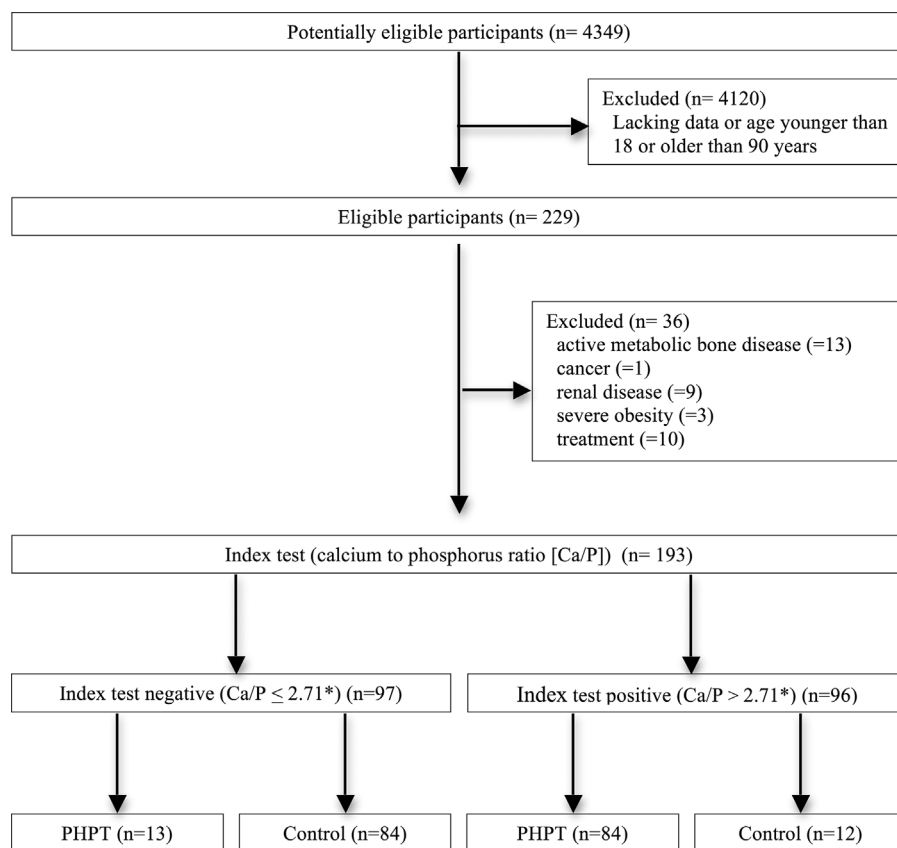 Potentially eligible participants (n= 4349)
Excluded (n= 4120)
Lacking data or age younger than
18 or older than 90 years
Eligible participants (n= 229)
Excluded (n= 36)
active metabolic bone disease (=13)
cancer (=1)
renal disease (=9)
severe obesity (=3)
treatment (=10)
Index test (calcium to phosphorus ratio [Ca/P]) (n= 193)
Index test negative (Ca/P ≤ 2.71*) (n=97)
Index test positive (Ca/P > 2.71*) (n=96)
PHPT (n=13)
Control (n=84)
PHPT (n=84)
Control (n=12)